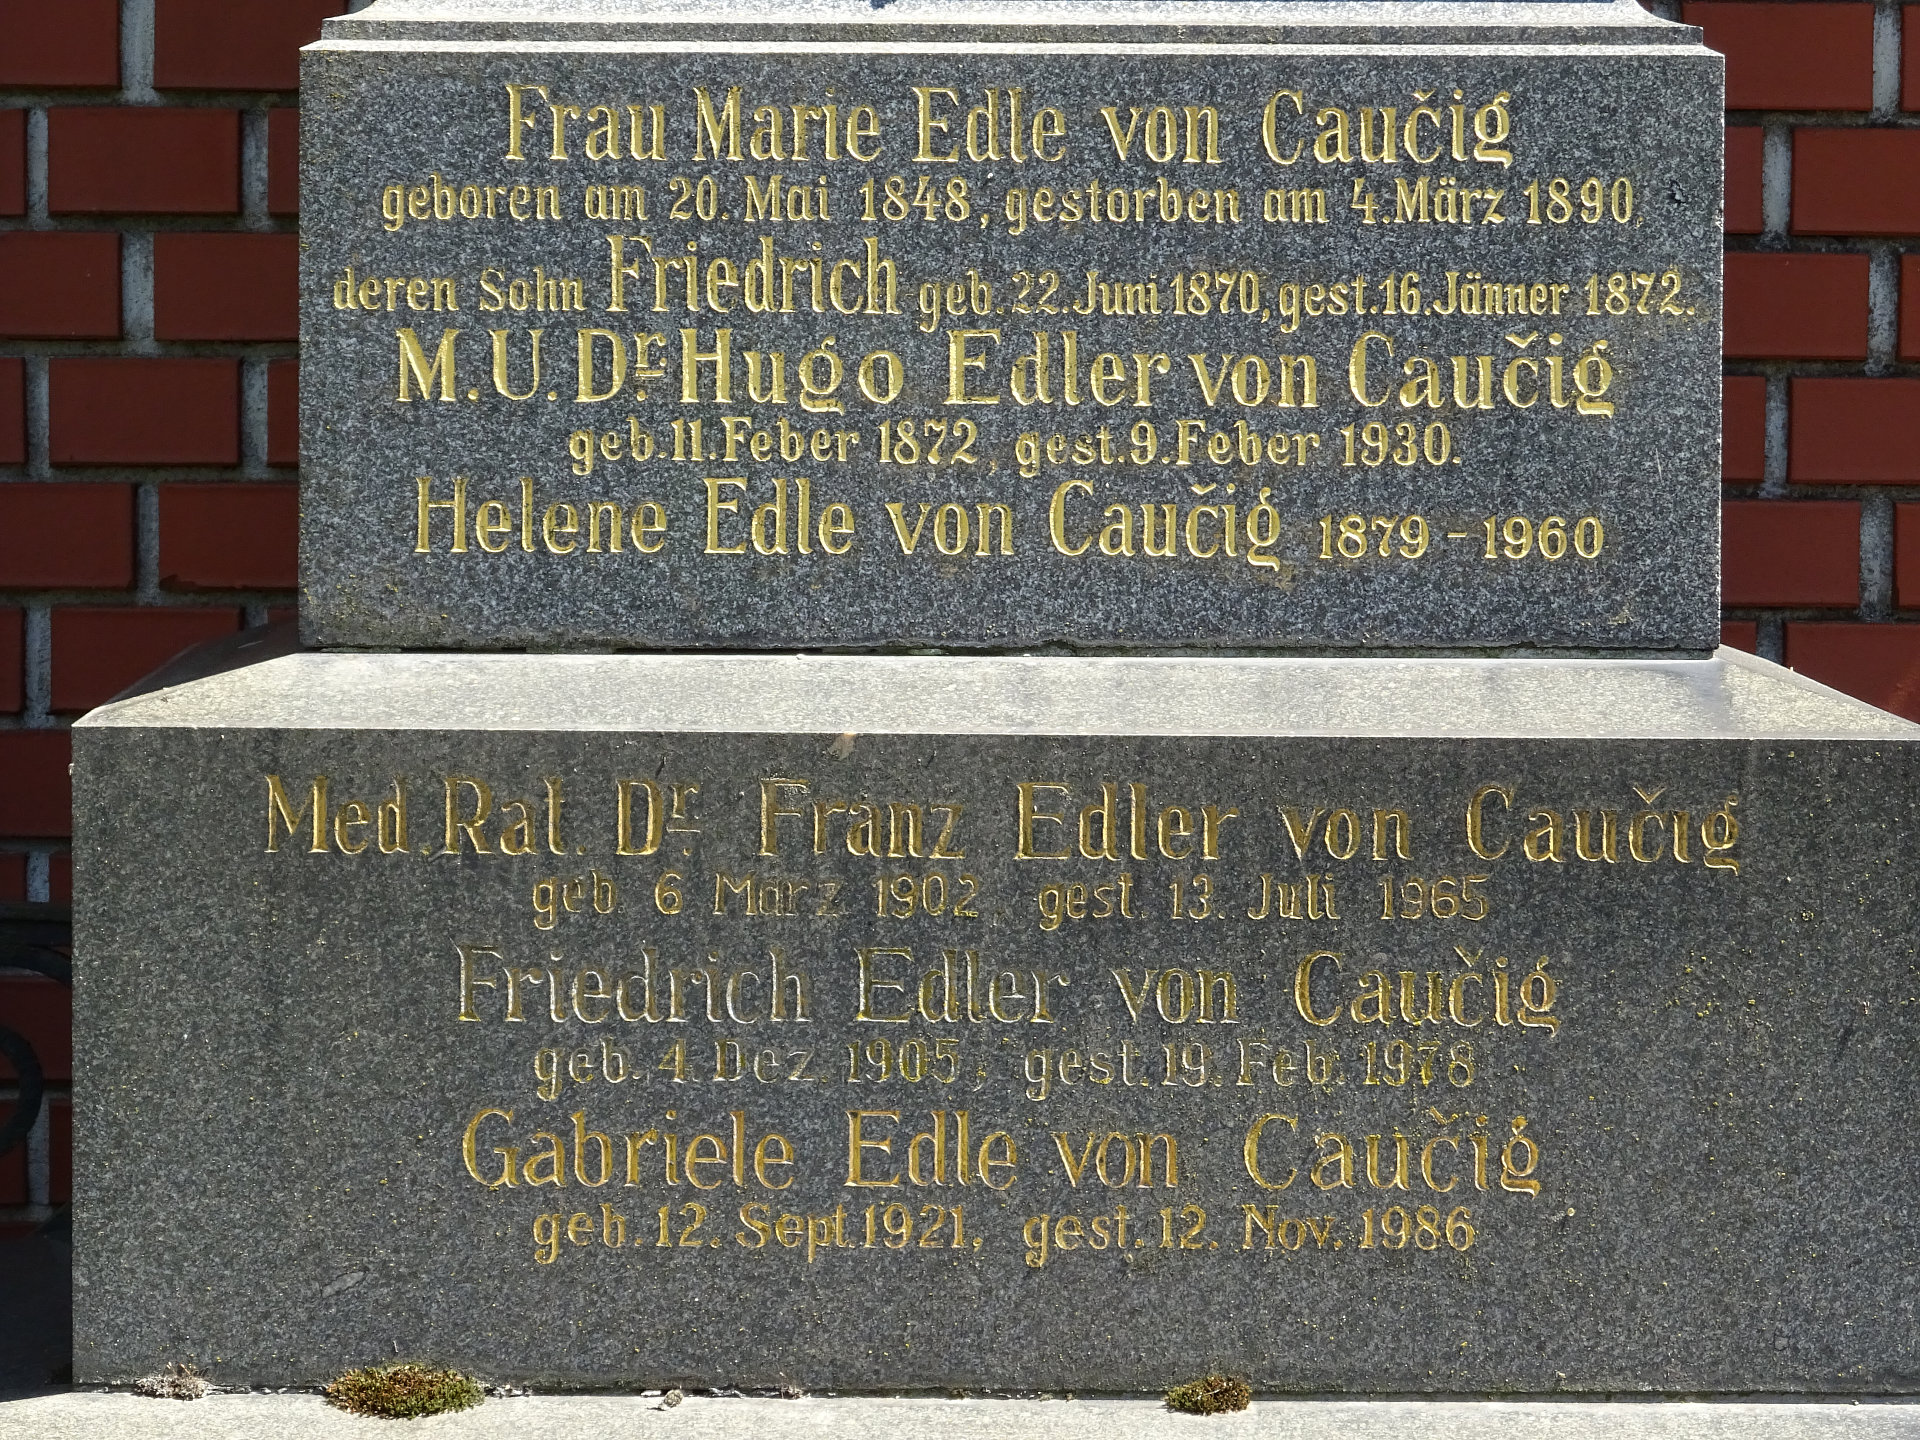 Frau Marie Edle von Caučig
geboren am 20. Mai 1848, gestorben am 4. März 1890,
deren Sohn Friedrich geb. 22. Juni 1870, gest. 16. Jänner 1872.
M.U.Dr. Hugo Edler von Caučig
geb. 11. Feber 1872, gest. 9. Feber 1930.
Helene Edle von Caučig 1879 - 1960
Med. Rat. Dr. Franz Edler von Caučig
geb. 6 März 1902, gest. 13. Juli 1965
Friedrich Edler von Caučig
geb. 4. Dez. 1905, gest. 19. Feb. 1978
Gabriele Edle von Caučig
geb. 12. Sept. 1921, gest. 12. Nov. 1986